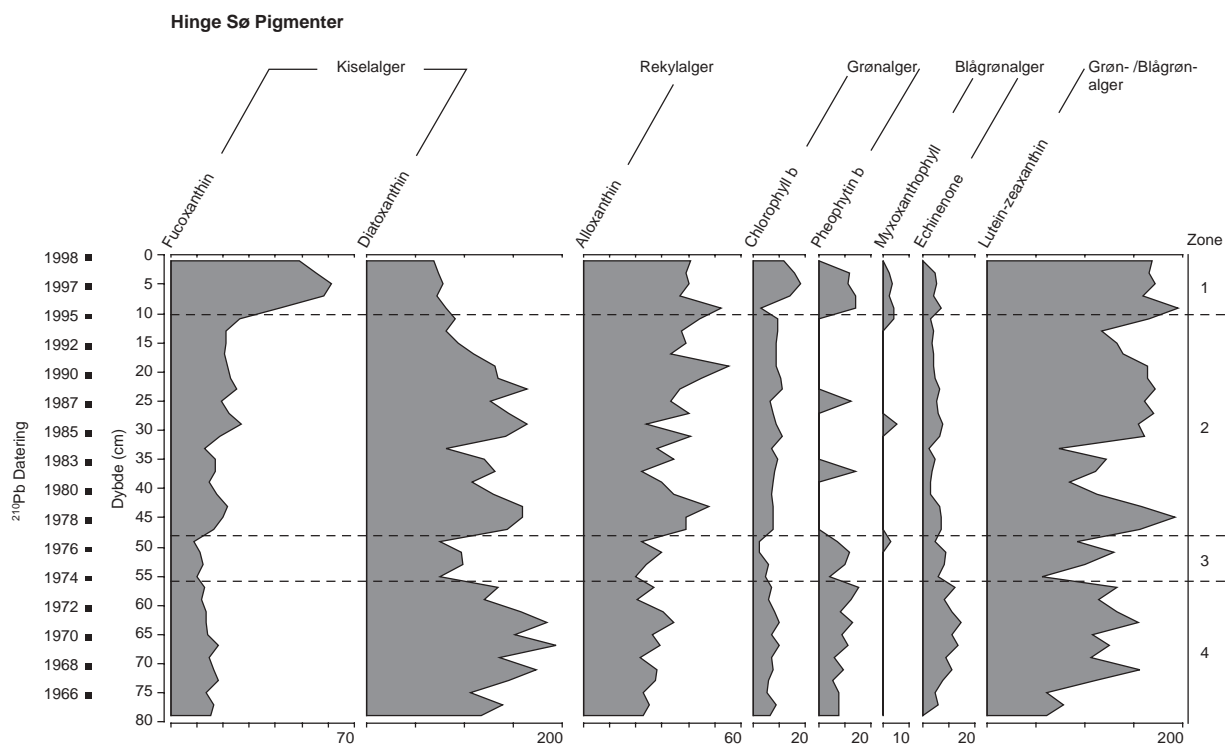 Hinge Sø Pigmenter
Kiselalger
Rekylalger
Grønalger
Blågrønalger
Grøn- /Blågrøn-
alger
Fucoxanthin
Diatoxanthin
Alloxanthin
Chlorophyll b
Pheophytin b
Myxoxanthophyll
Echinenone
Lutein-zeaxanthin
Zone
210Pb Datering
1998
1997
1995
1992
1990
1987
1985
1983
1980
1978
1976
1974
1972
1970
1968
1966
Dybde (cm)
0
5
10
15
20
25
30
35
40
45
50
55
60
65
70
75
80
1
2
3
4
70
200
60
20
20
10
20
200